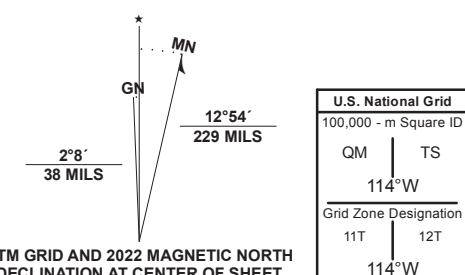 ★
MN
GN
12°54´
229 MILS
2°8´
38 MILS
TM GRID AND 2022 MAGNETIC NORTH
DECLINATION AT CENTER OF SHEET
U.S. National Grid
100,000 - m Square ID
QM TS
114°W
Grid Zone Designation
11T 12T
114°W